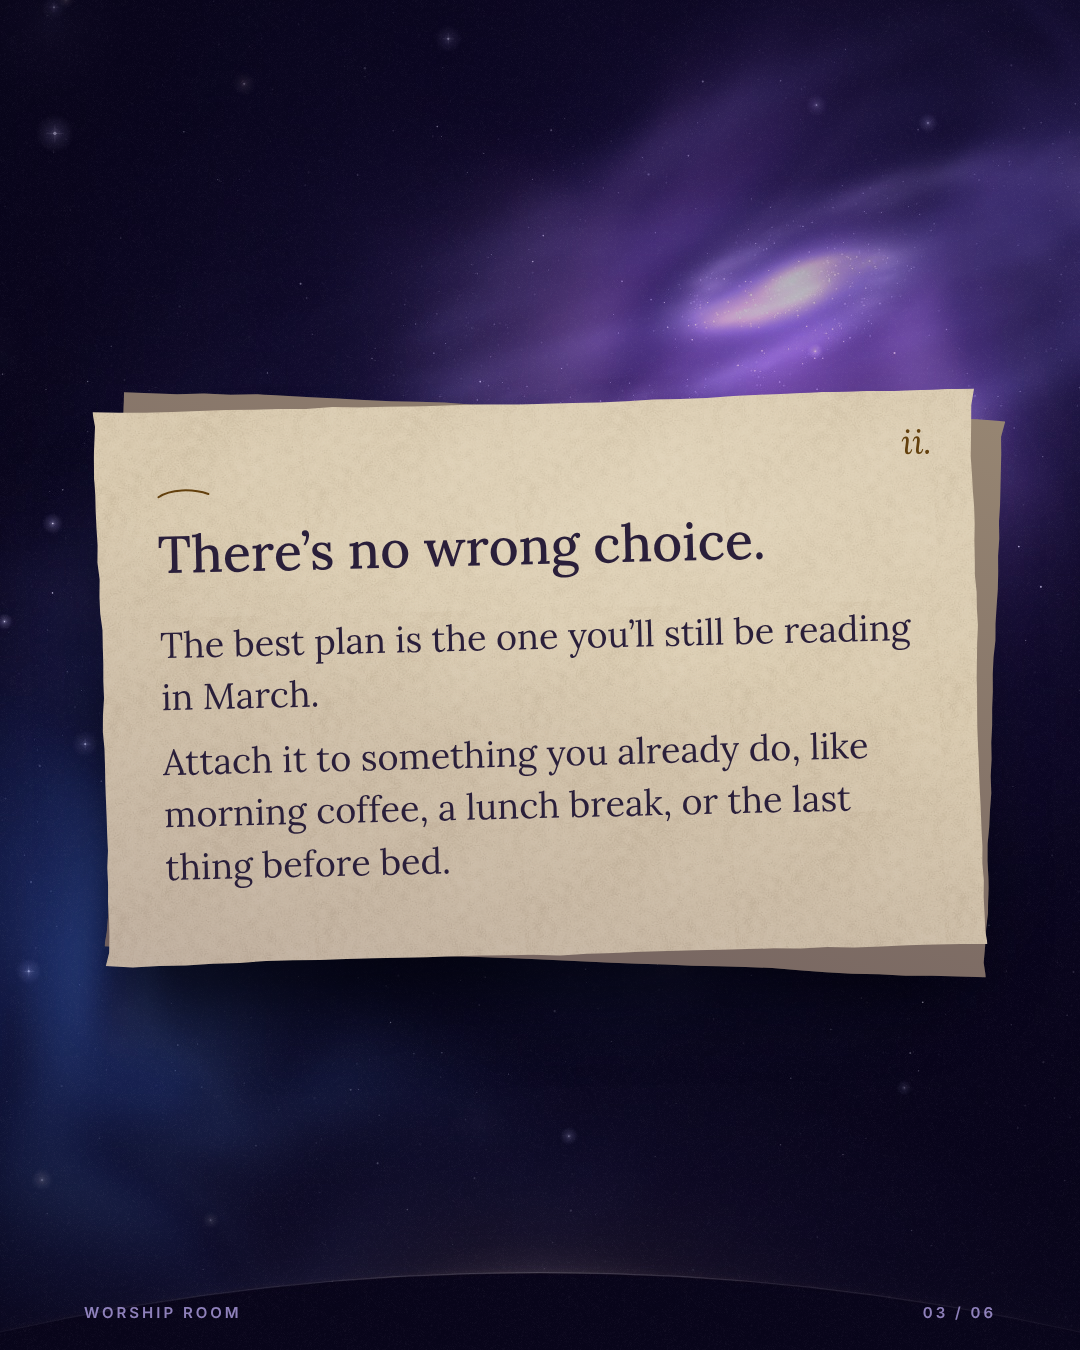 ii.
There’s no wrong choice.
The best plan is the one you’ll still be reading
in March.
Attach it to something you already do, like
morning coffee, a lunch break, or the last
thing before bed.
WORSHIP ROOM
03 / 06